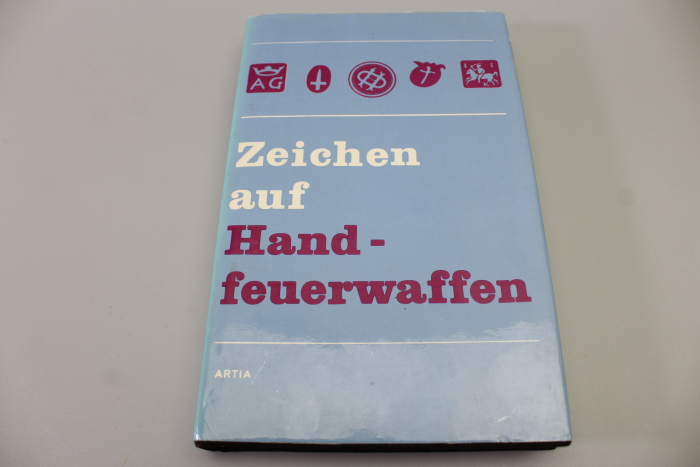 AG I I K
Zeichen
auf
Hand-
feuerwaffen
ARTIA